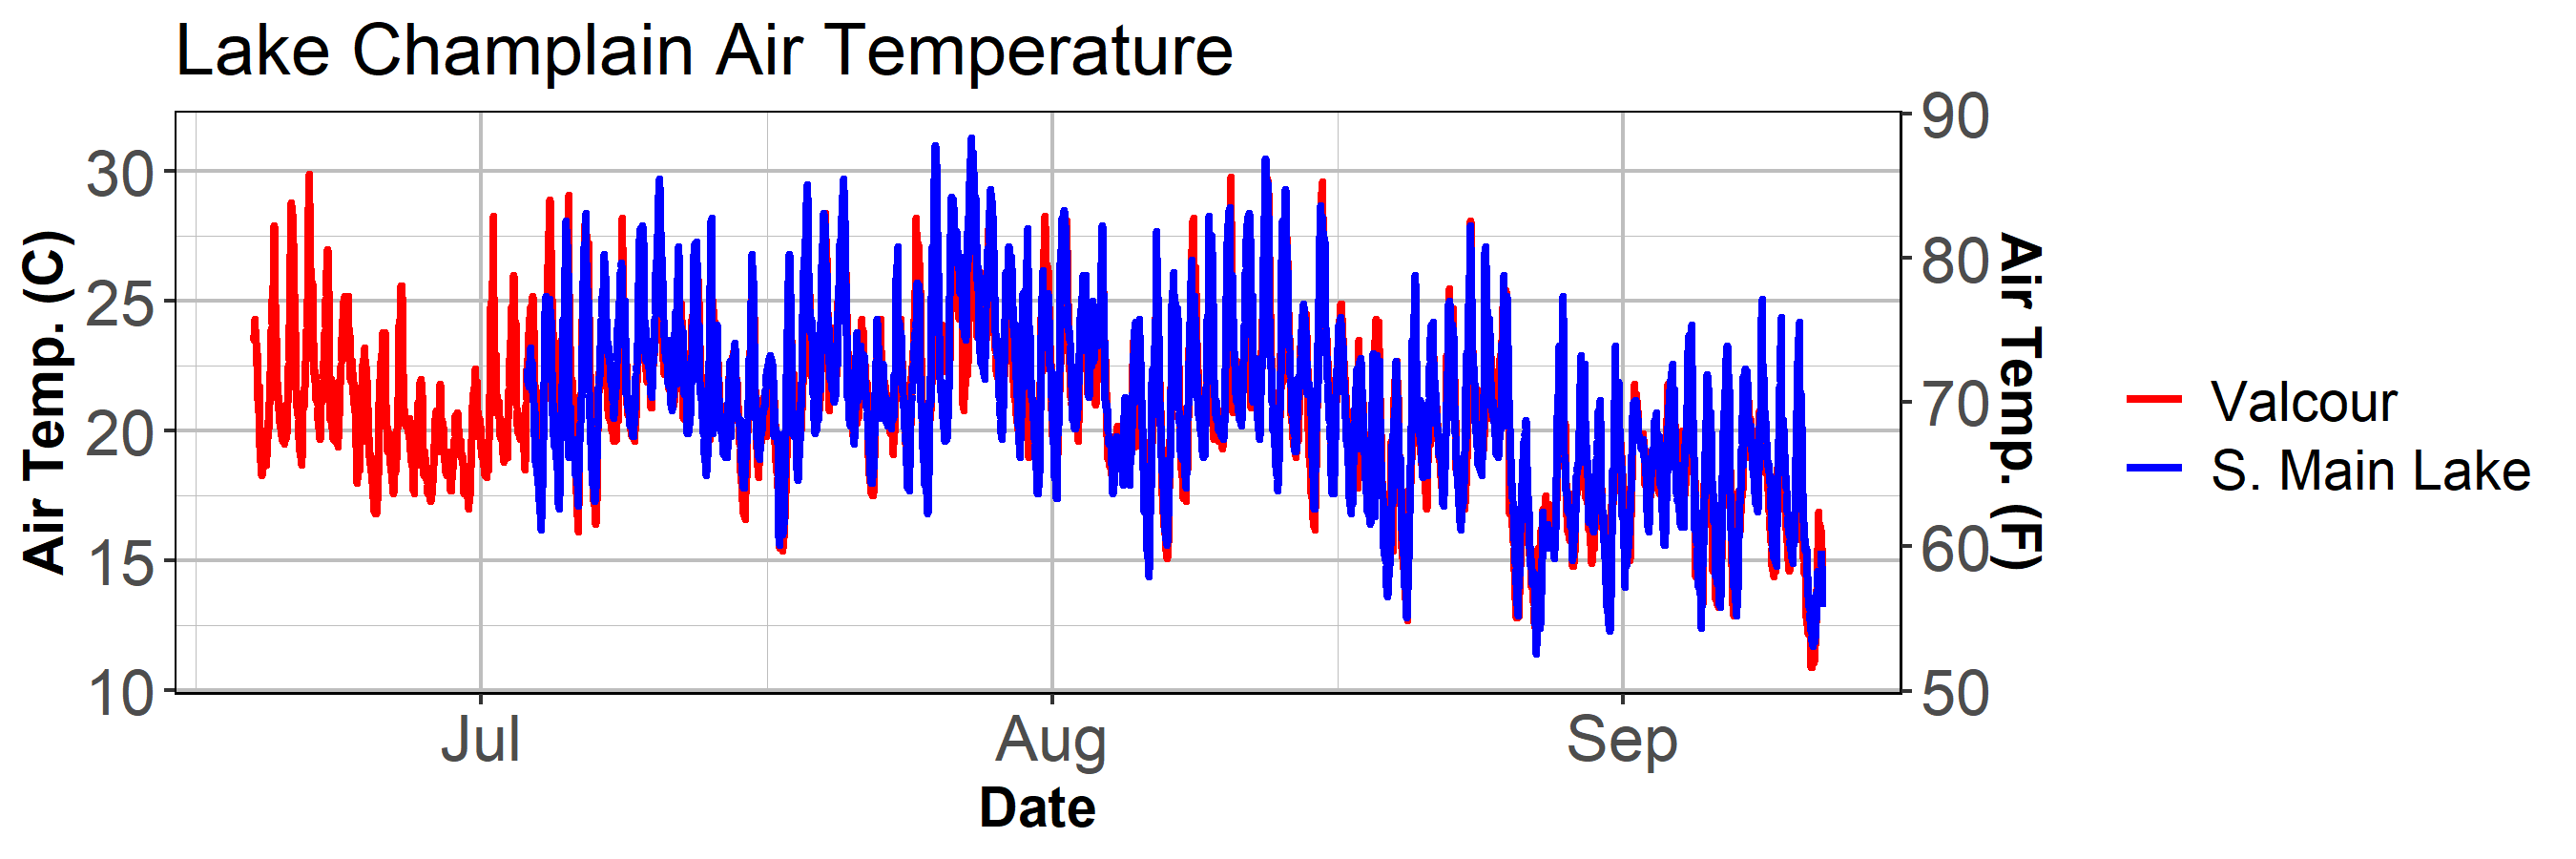 Lake Champlain Air Temperature
Air Temp. (C)
30
25
20
15
10
90
80
70
60
50
Air Temp. (F)
Jul
Aug
Sep
Date
Valcour
S. Main Lake